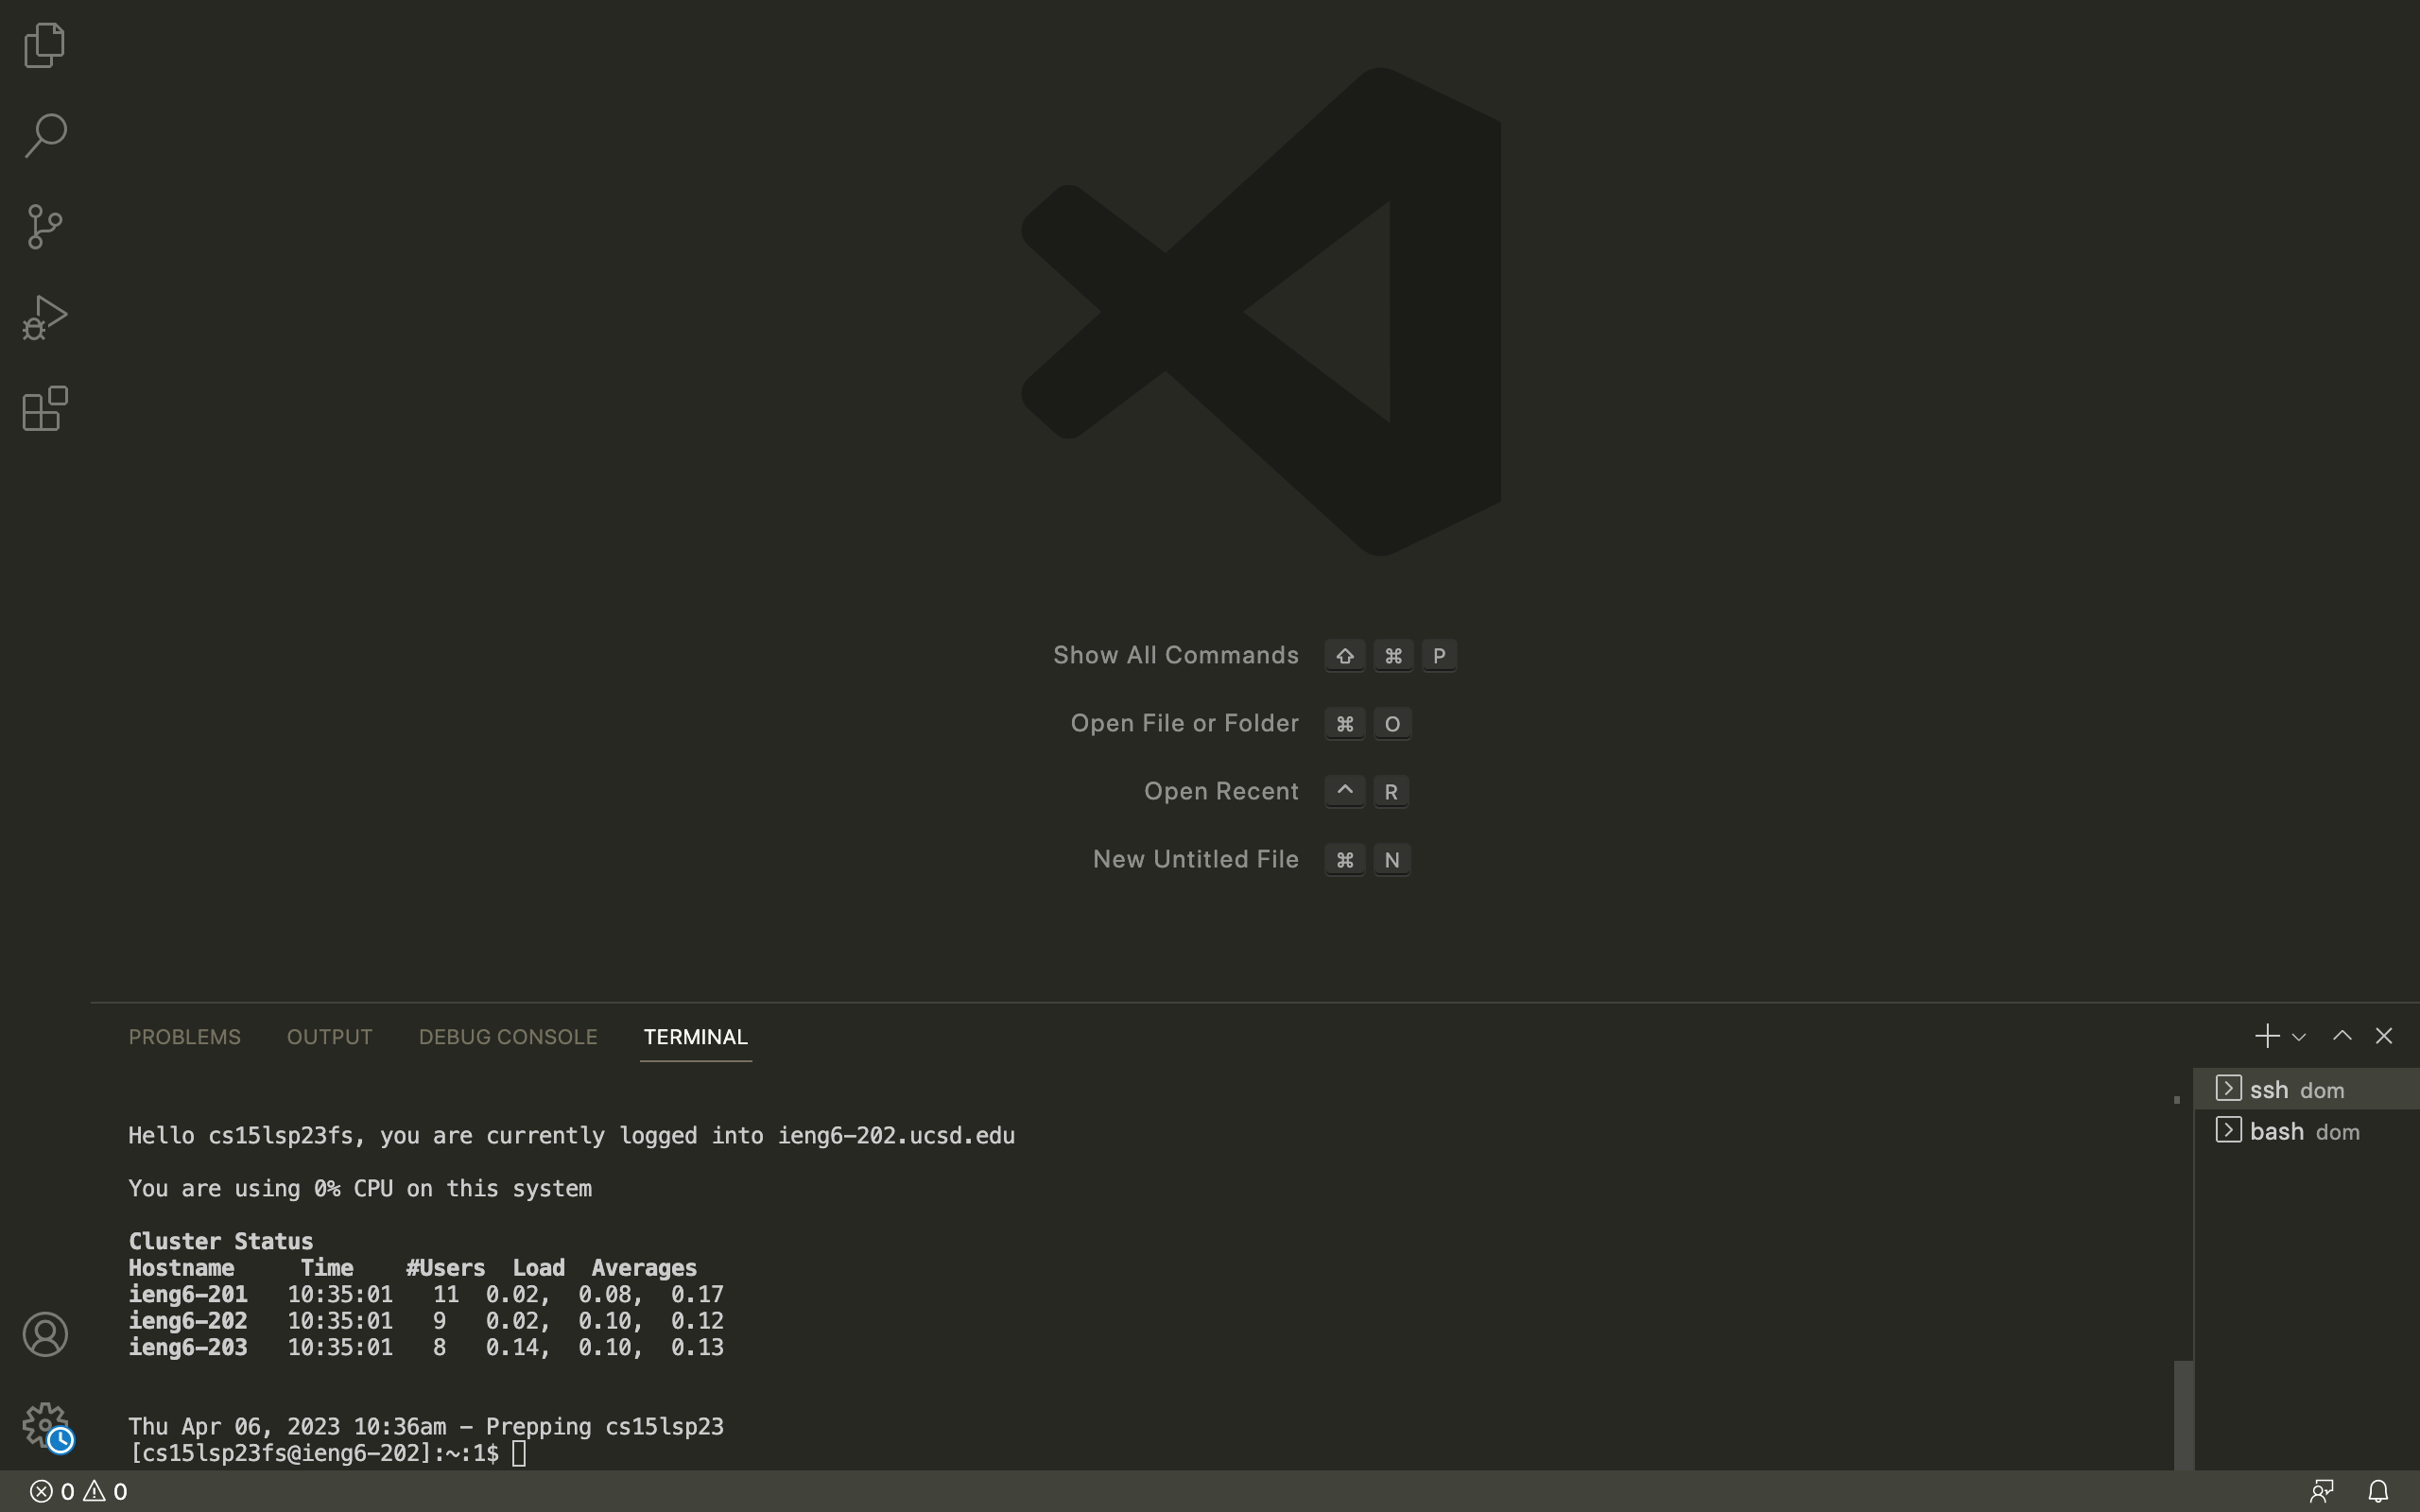 Show All Commands ⇧ ⌘ P
Open File or Folder ⌘ O
Open Recent ^ R
New Untitled File ⌘ N
PROBLEMS OUTPUT DEBUG CONSOLE TERMINAL
ssh dom
bash dom
Hello cs15lsp23fs, you are currently logged into ieng6-202.ucsd.edu
You are using 0% CPU on this system
Cluster Status
Hostname Time #Users Load Averages
ieng6-201 10:35:01 11 0.02, 0.08, 0.17
ieng6-202 10:35:01 9 0.02, 0.10, 0.12
ieng6-203 10:35:01 8 0.14, 0.10, 0.13
Thu Apr 06, 2023 10:36am - Prepping cs15lsp23
[cs15lsp23fs@ieng6-202]:~:1$
0 0